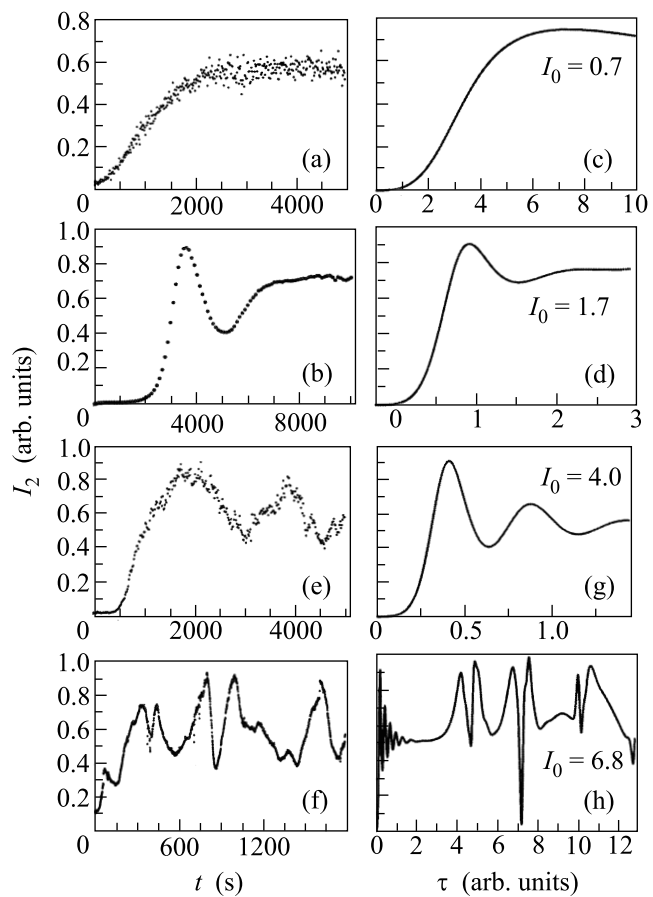 0.8
0.6
0.4
0.2
0
2000
4000
(a)
0
2
4
6
8
10
I₀ = 0.7
(c)
1.0
0.8
0.6
0.4
0.2
0
4000
8000
(b)
0
1
2
3
I₀ = 1.7
(d)
I₂ (arb. units)
1.0
0.8
0.6
0.4
0.2
0
2000
4000
(e)
0
0.5
1.0
I₀ = 4.0
(g)
1.0
0.8
0.6
0.4
0.2
0
600
1200
(f)
0 2 4 6 8 10 12
I₀ = 6.8
(h)
t (s)
τ (arb. units)